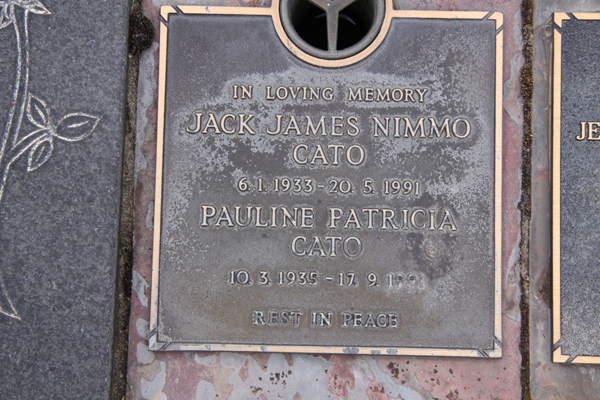 IN LOVING MEMORY
JACK JAMES NIMMO
CATO
6. 1. 1933 - 20. 5. 1991
PAULINE PATRICIA
CATO
10. 3. 1935 - 17. 9.
REST IN PEACE
JE